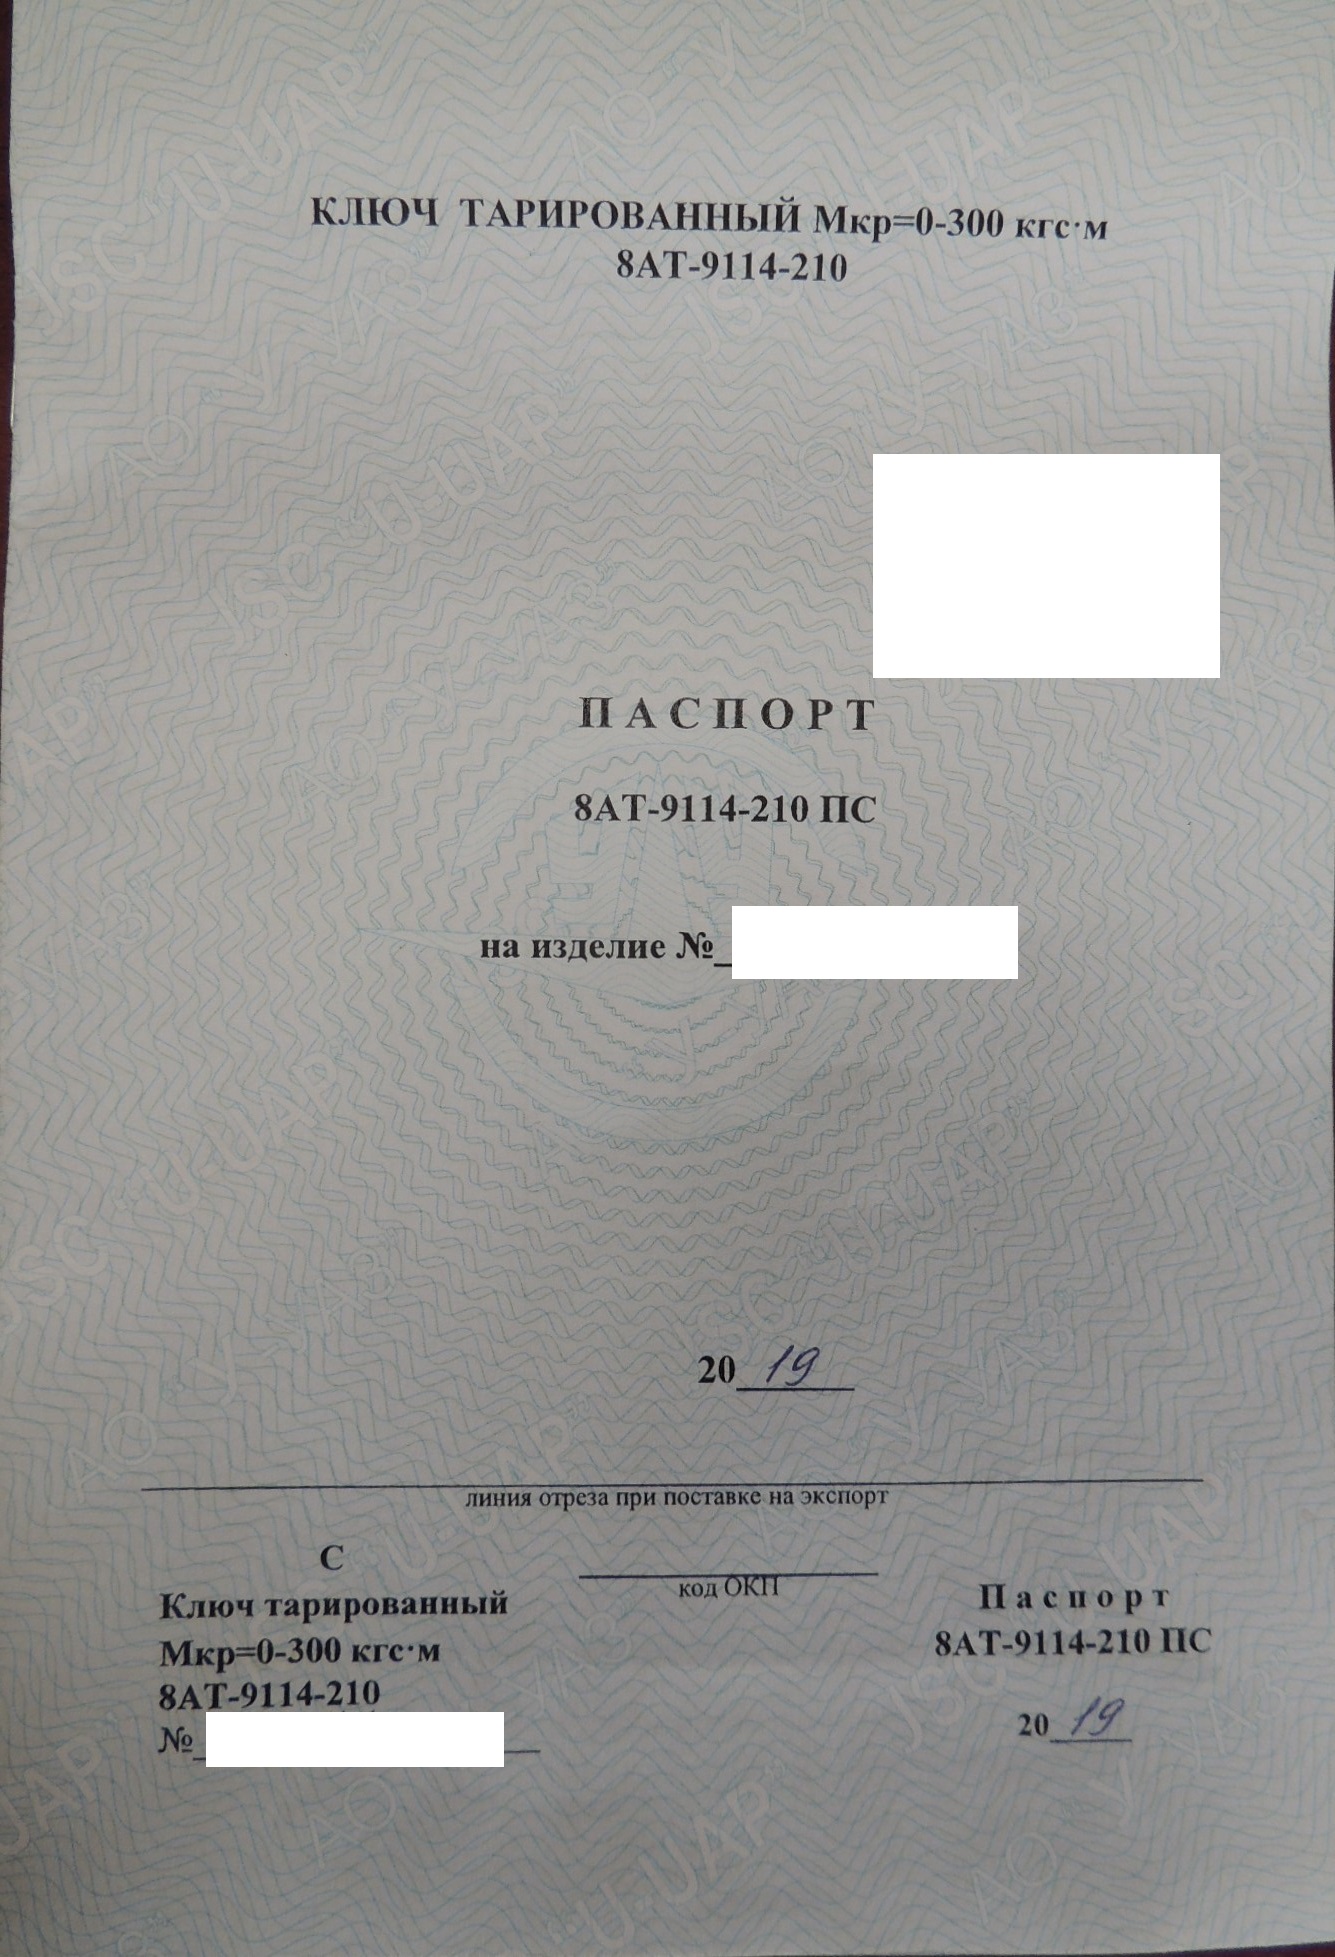 КЛЮЧ ТАРИРОВАННЫЙ Мкр=0-300 кгс·м
8АТ-9114-210
ПАСПОРТ
8АТ-9114-210 ПС
на изделие №
20 19
линия отреза при поставке на экспорт
С
код ОКП
Ключ тарированный
Мкр=0-300 кгс·м
8АТ-9114-210
№
Паспорт
8АТ-9114-210 ПС
20 19